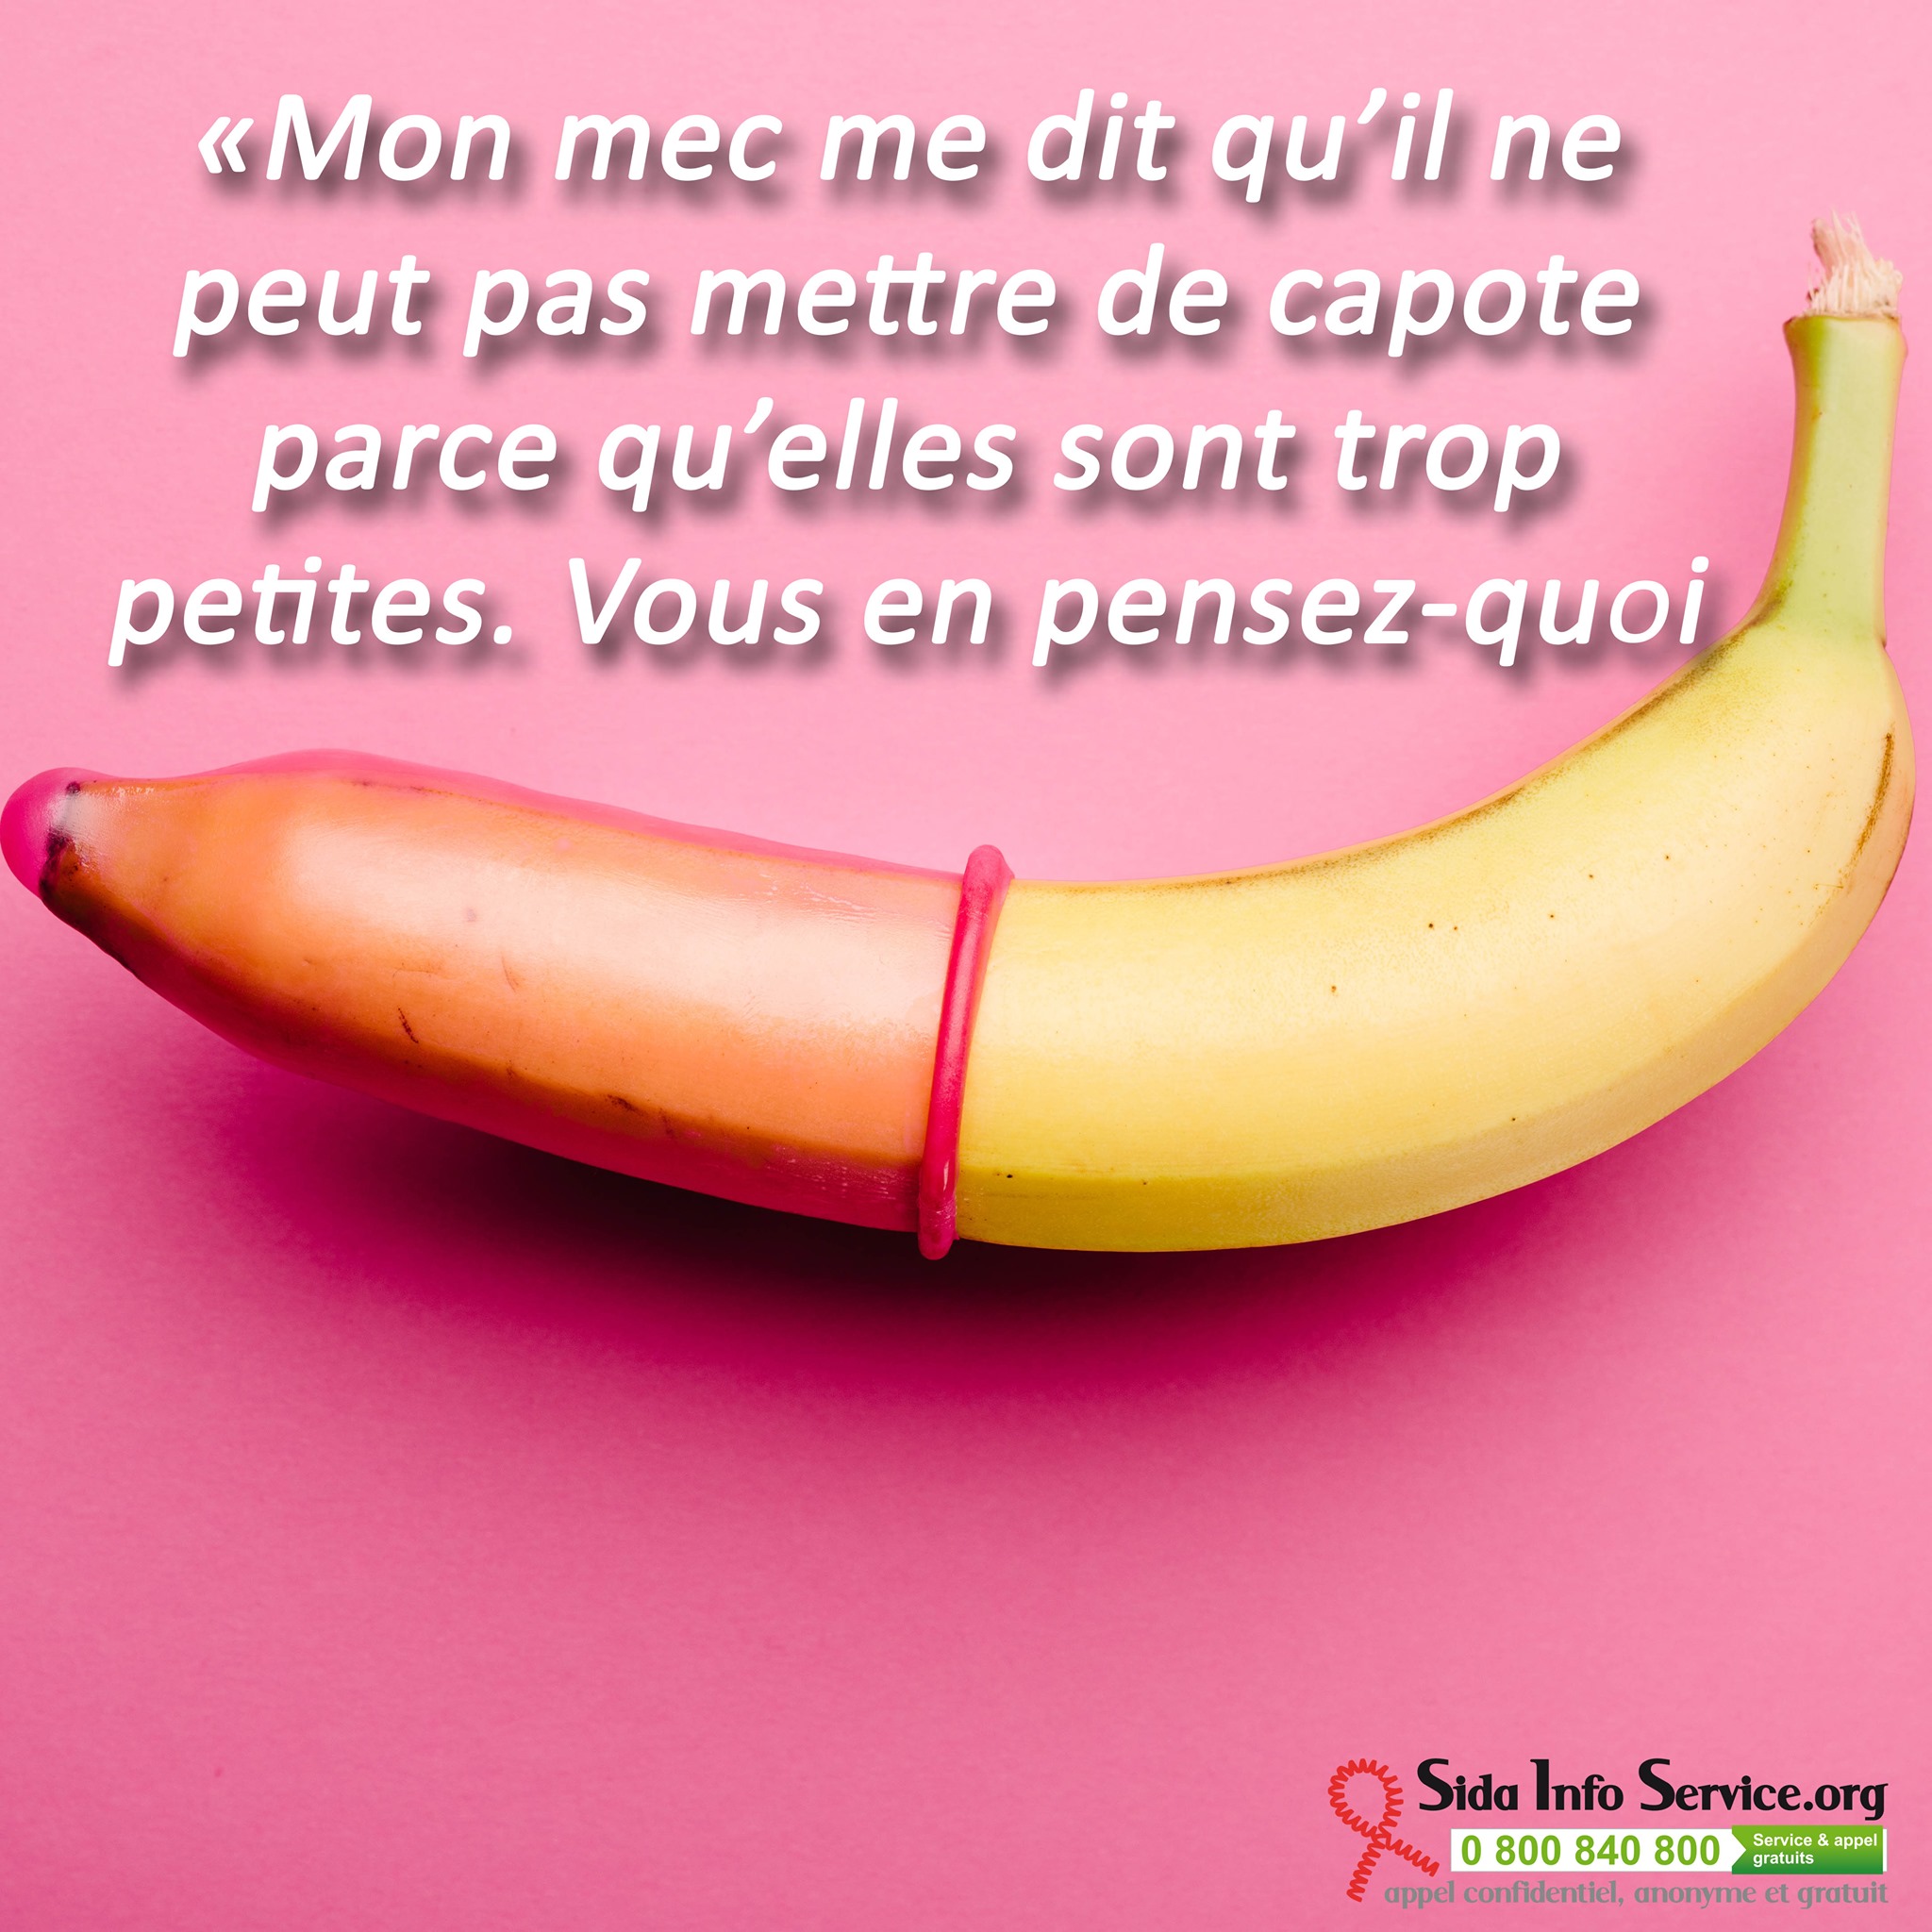 «Mon mec me dit qu’il ne
peut pas mettre de capote
parce qu’elles sont trop
petites. Vous en pensez-quoi
Sida Info Service.org
0 800 840 800 Service & appel
gratuits
appel confidentiel, anonyme et gratuit